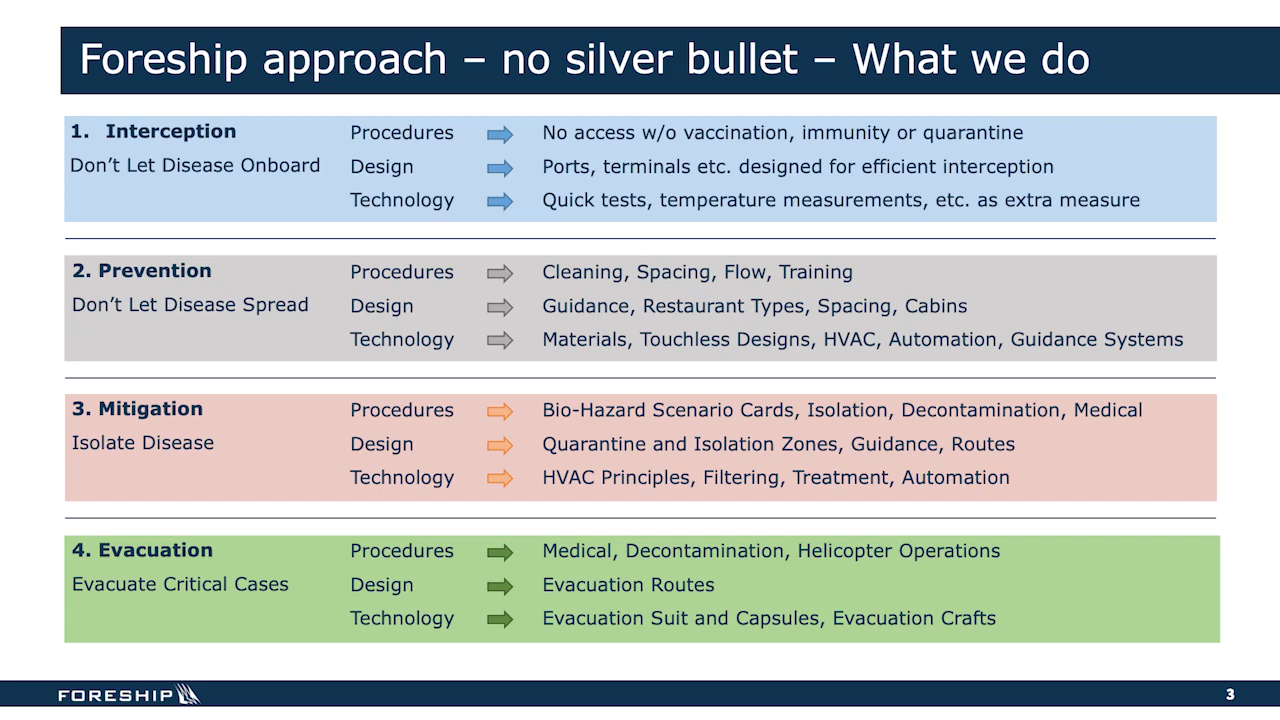 Foreship approach – no silver bullet – What we do
1. Interception
Don’t Let Disease Onboard
Procedures No access w/o vaccination, immunity or quarantine
Design Ports, terminals etc. designed for efficient interception
Technology Quick tests, temperature measurements, etc. as extra measure
2. Prevention
Don’t Let Disease Spread
Procedures Cleaning, Spacing, Flow, Training
Design Guidance, Restaurant Types, Spacing, Cabins
Technology Materials, Touchless Designs, HVAC, Automation, Guidance Systems
3. Mitigation
Isolate Disease
Procedures Bio-Hazard Scenario Cards, Isolation, Decontamination, Medical
Design Quarantine and Isolation Zones, Guidance, Routes
Technology HVAC Principles, Filtering, Treatment, Automation
4. Evacuation
Evacuate Critical Cases
Procedures Medical, Decontamination, Helicopter Operations
Design Evacuation Routes
Technology Evacuation Suit and Capsules, Evacuation Crafts
FORESHIP
3